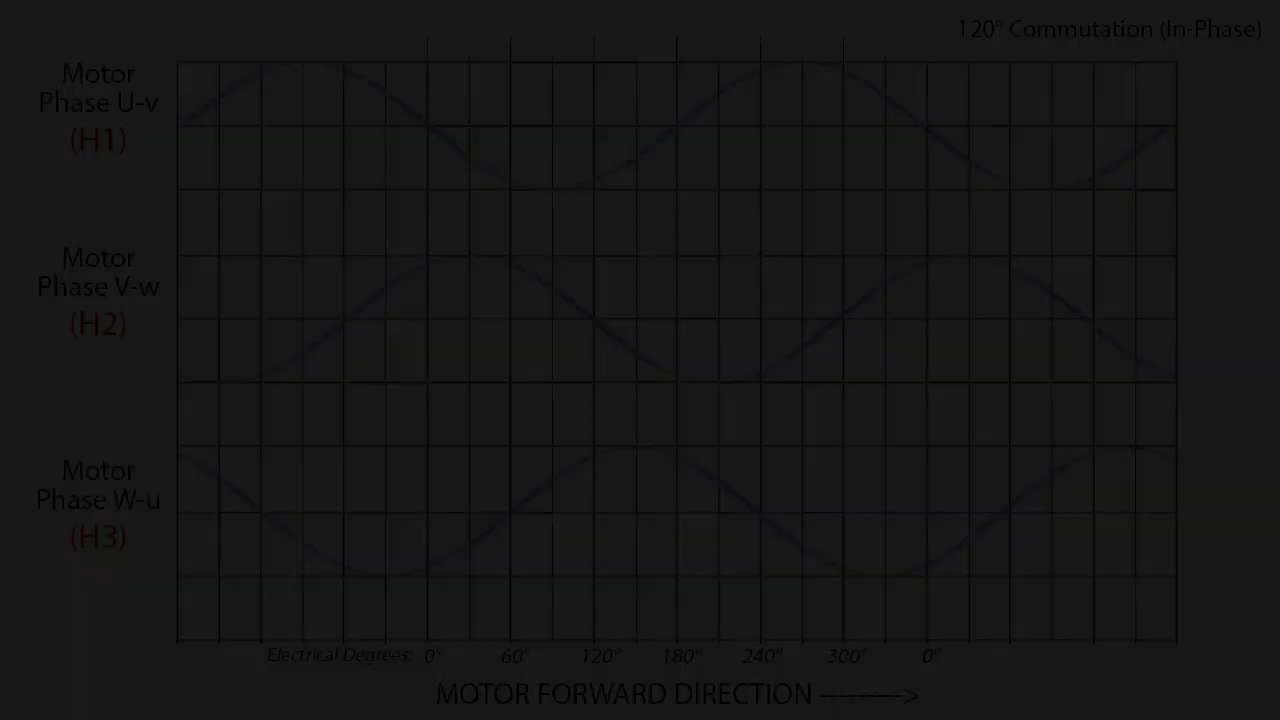 120° Commutation (In-Phase)
Motor
Phase U-v
(H1)
Motor
Phase V-w
(H2)
Motor
Phase W-u
(H3)
Electrical Degrees: 0° 60° 120° 180° 240° 300° 0°
MOTOR FORWARD DIRECTION